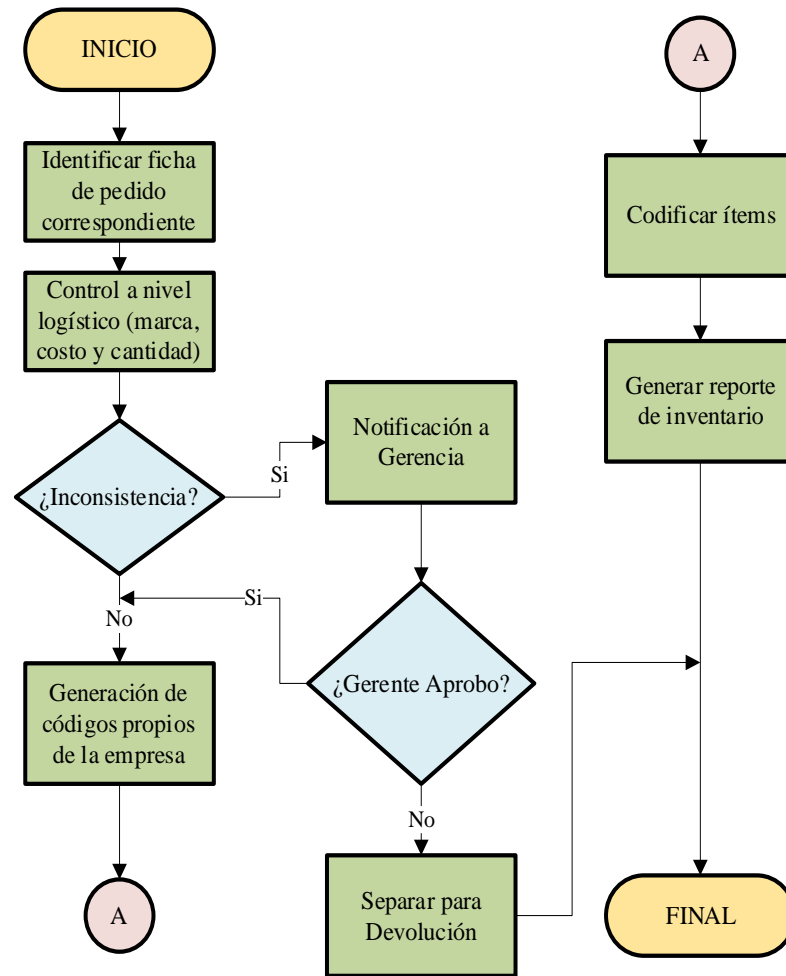 INICIO
Identificar ficha
de pedido
correspondiente
Control a nivel
logístico (marca,
costo y cantidad)
¿Inconsistencia?
Si
No
Notificación a
Gerencia
¿Gerente Aprobo?
Si
No
Generación de
códigos propios
de la empresa
A
Separar para
Devolución
A
Codificar ítems
Generar reporte
de inventario
FINAL